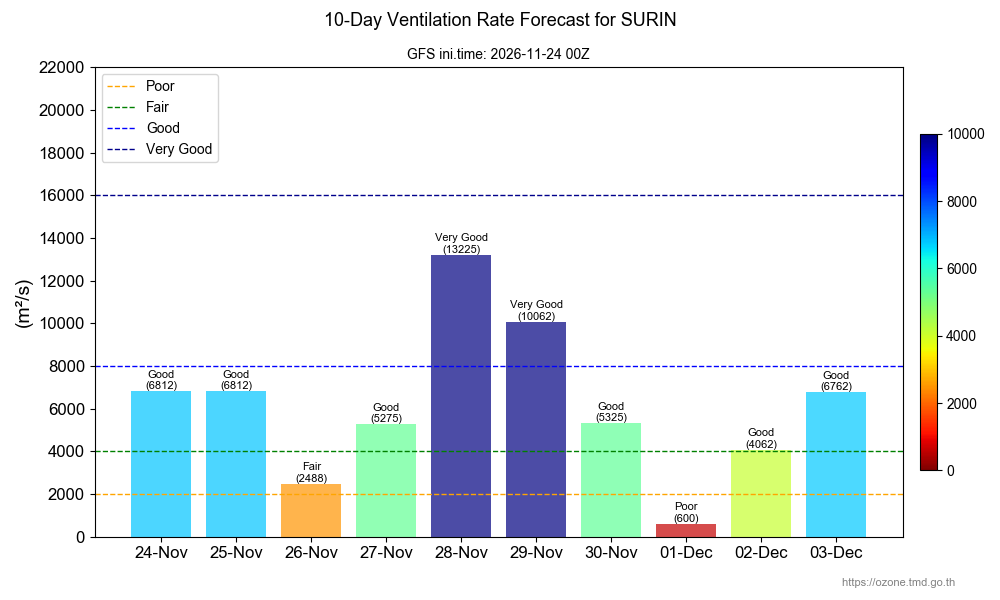 10-Day Ventilation Rate Forecast for SURIN
GFS ini.time: 2026-11-24 00Z
(m²/s)
22000
20000
18000
16000
14000
12000
10000
8000
6000
4000
2000
0
Poor
Fair
Good
Very Good
Good
(6812)
Good
(6812)
Fair
(2488)
Good
(5275)
Very Good
(13225)
Very Good
(10062)
Good
(5325)
Poor
(600)
Good
(4062)
Good
(6762)
24-Nov
25-Nov
26-Nov
27-Nov
28-Nov
29-Nov
30-Nov
01-Dec
02-Dec
03-Dec
10000
8000
6000
4000
2000
0
https://ozone.tmd.go.th